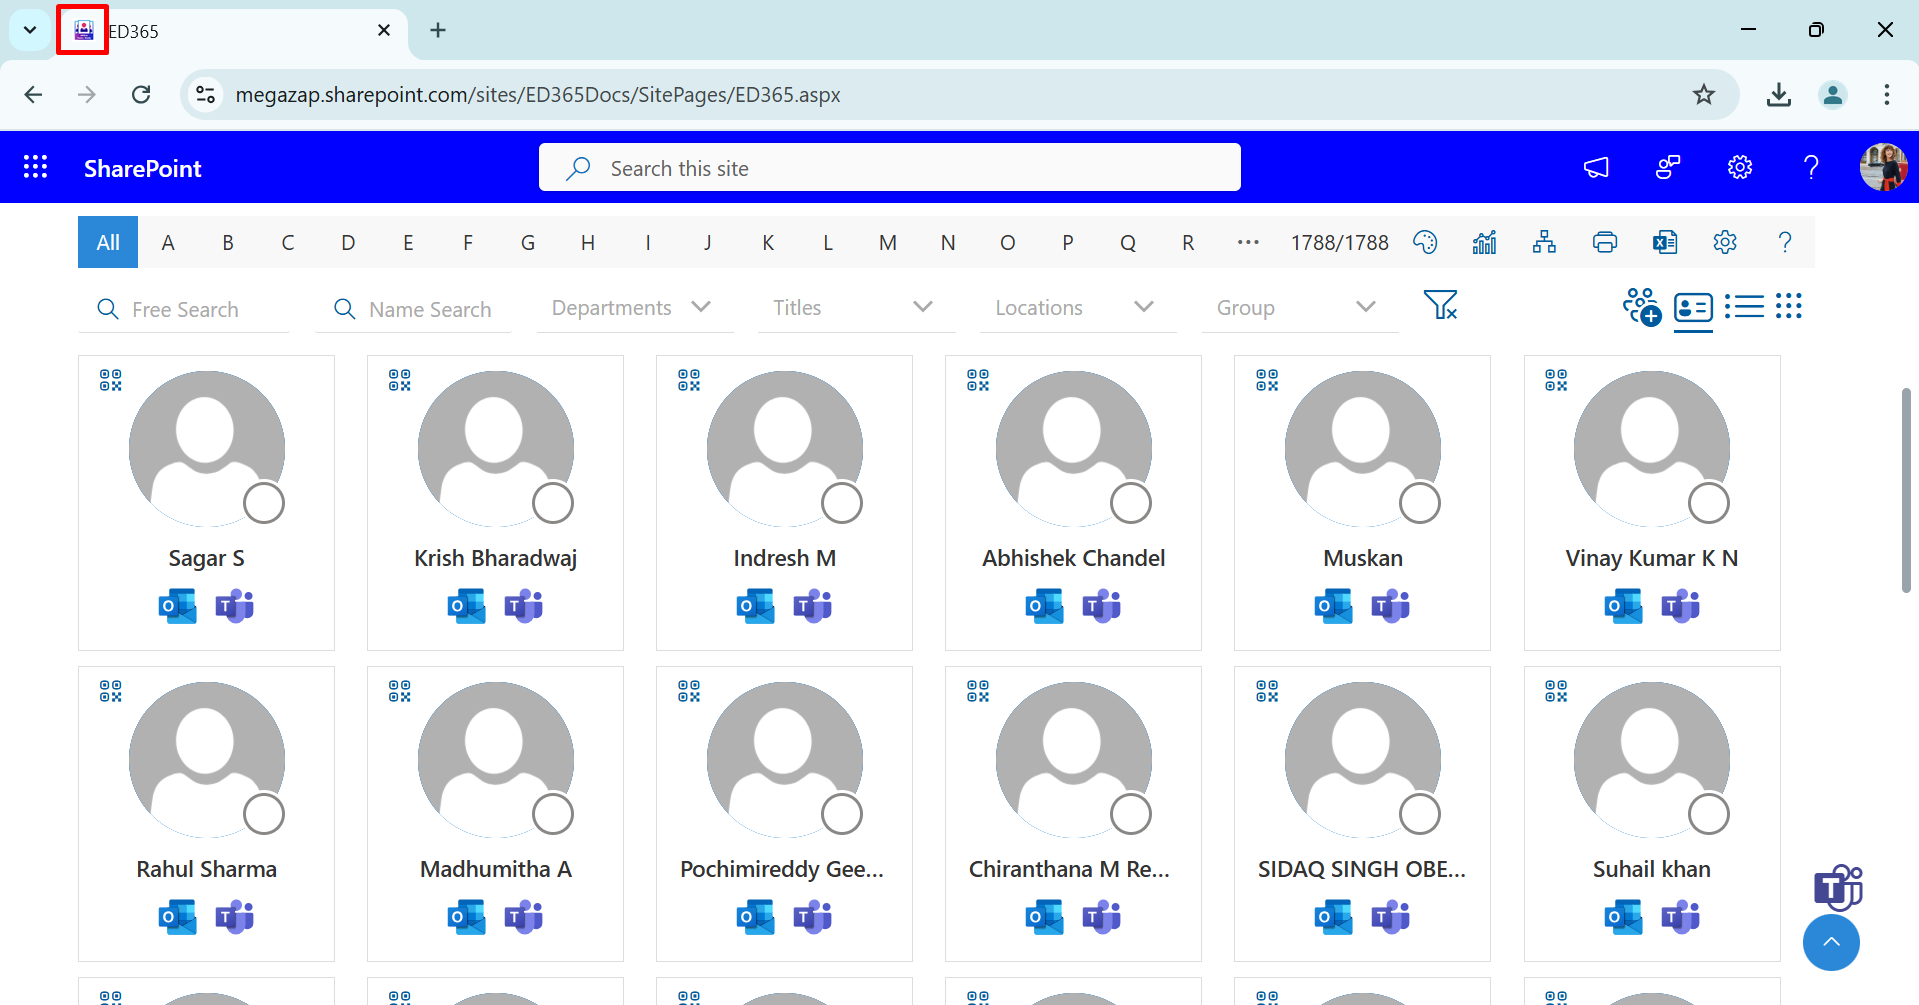 ED365
megazap.sharepoint.com/sites/ED365Docs/SitePages/ED365.aspx
SharePoint
Search this site
All A B C D E F G H I J K L M N O P Q R ... 1788/1788
Free Search Name Search Departments Titles Locations Group
Sagar S Krish Bharadwaj Indresh M Abhishek Chandel Muskan Vinay Kumar K N
Rahul Sharma Madhumitha A Pochimireddy Gee... Chiranthana M Re... SIDAQ SINGH OBE... Suhail khan